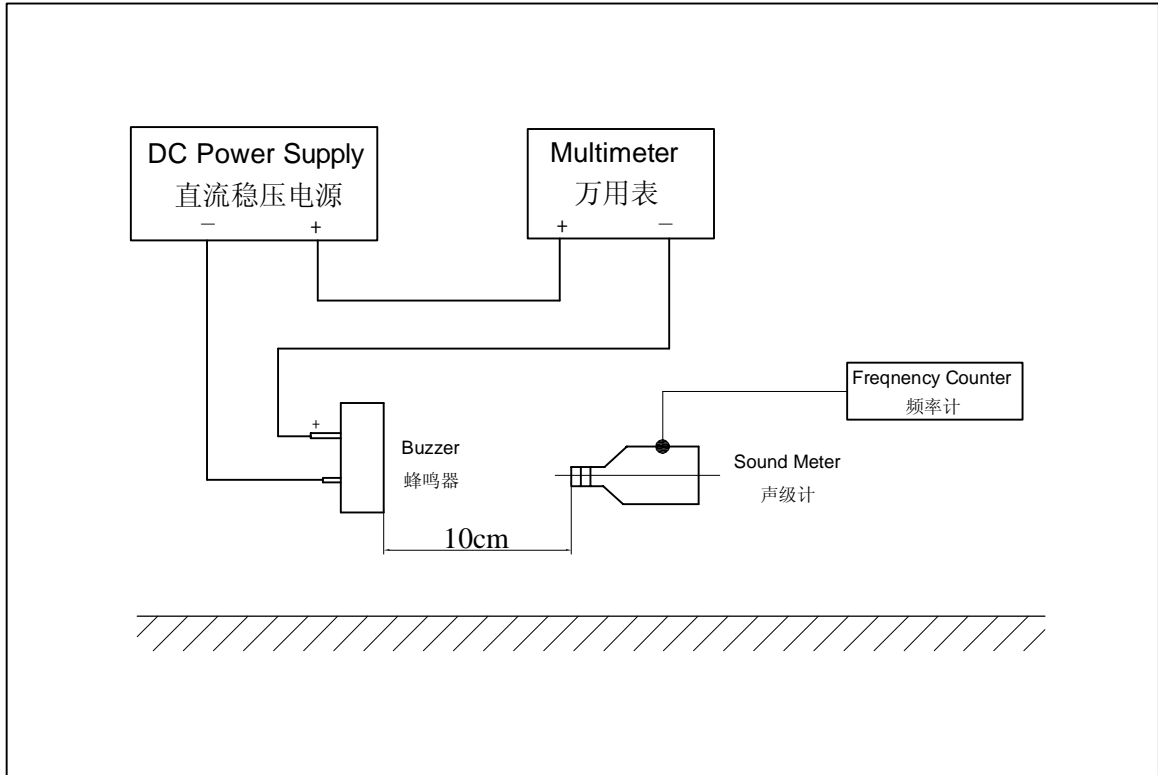 DC Power Supply
直流稳压电源
－ +
Multimeter
万用表
+ －
Freqnency Counter
频率计
+
Buzzer
蜂鸣器
Sound Meter
声级计
10cm